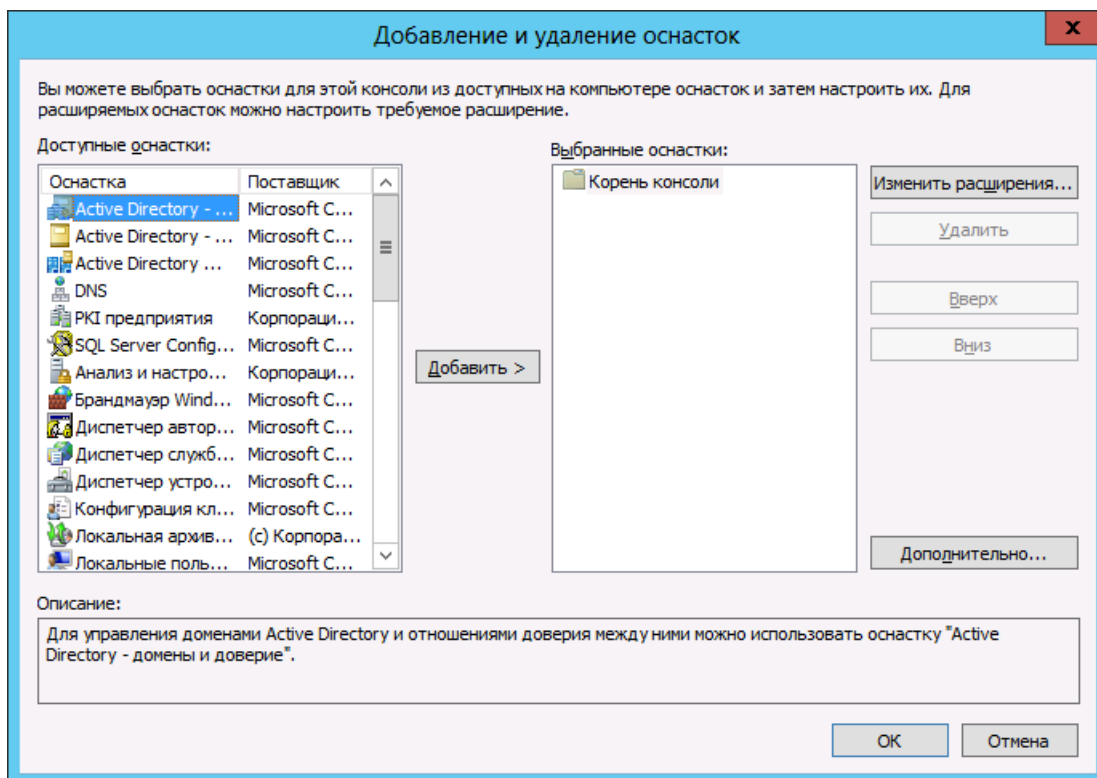 Добавление и удаление оснасток
x
Вы можете выбрать оснастки для этой консоли из доступных на компьютере оснасток и затем настроить их. Для
расширяемых оснасток можно настроить требуемое расширение.
Доступные оснастки:
Оснастка Поставщик
Active Directory - ... Microsoft C...
Active Directory - ... Microsoft C...
Active Directory ... Microsoft C...
DNS Microsoft C...
PKI предприятия Корпораци...
SQL Server Config... Microsoft C...
Анализ и настро... Корпораци...
Брандмауэр Wind... Microsoft C...
Диспетчер автор... Microsoft C...
Диспетчер служб... Microsoft C...
Диспетчер устро... Microsoft C...
Конфигурация кл... Microsoft C...
Локальная архив... (c) Корпора...
Локальные поль... Microsoft C...
Добавить >
Выбранные оснастки:
Корень консоли
Изменить расширения...
Удалить
Вверх
Вниз
Дополнительно...
Описание:
Для управления доменами Active Directory и отношениями доверия между ними можно использовать оснастку "Active
Directory - домены и доверие".
ОК
Отмена